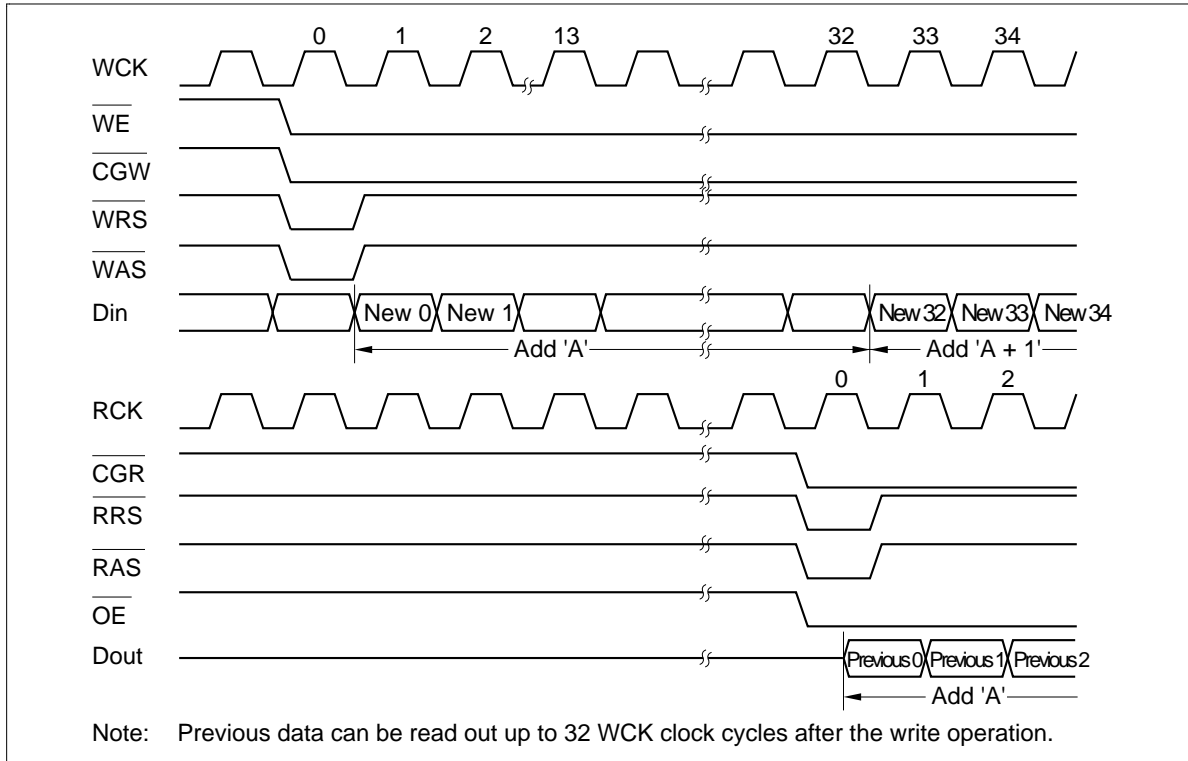 0 1 2 13 32 33 34
WCK
WE
CGW
WRS
WAS
Din New 0 New 1 New 32 New 33 New 34
Add 'A' Add 'A + 1'
0 1 2
RCK
CGR
RRS
RAS
OE
Dout Previous 0 Previous 1 Previous 2
Add 'A'
Note: Previous data can be read out up to 32 WCK clock cycles after the write operation.